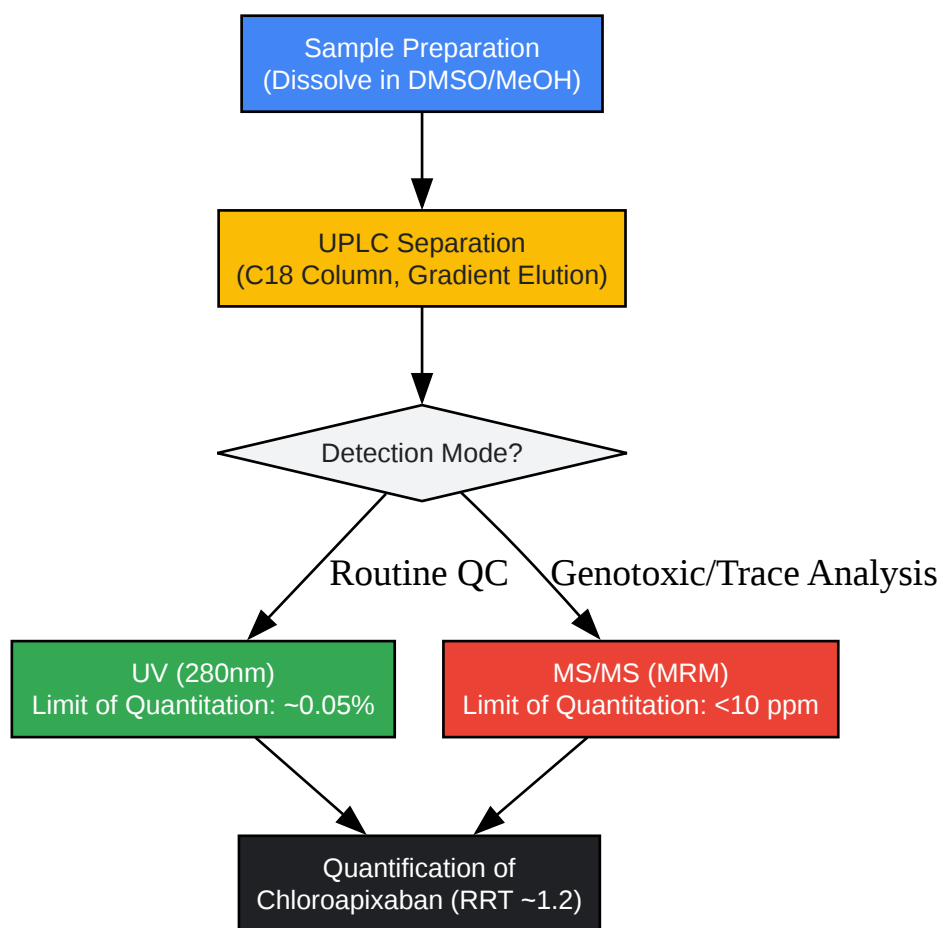 Sample Preparation
(Dissolve in DMSO/MeOH)
UPLC Separation
(C18 Column, Gradient Elution)
Detection Mode?
Routine QC
Genotoxic/Trace Analysis
UV (280nm)
Limit of Quantitation: ~0.05%
MS/MS (MRM)
Limit of Quantitation: <10 ppm
Quantification of
Chloroapixaban (RRT ~1.2)